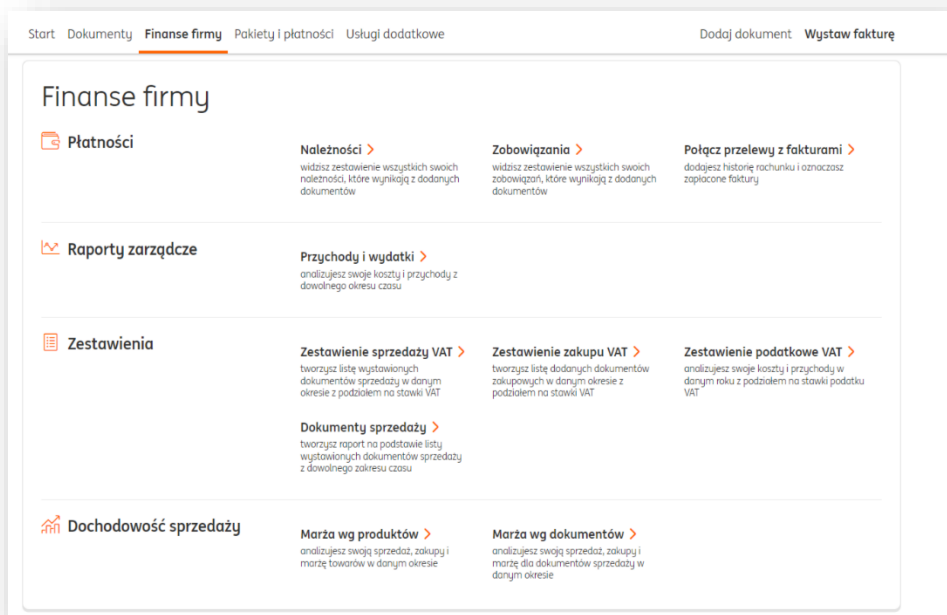 Start Dokumenty Finanse firmy Pakiety i płatności Usługi dodatkowe Dodaj dokument Wystaw fakturę
Finanse firmy
Płatności
Należności
widzisz zestawienie wszystkich swoich
należności, które wynikają z dodanych
dokumentów
Zobowiązania
widzisz zestawienie wszystkich swoich
zobowiązań, które wynikają z dodanych
dokumentów
Połącz przelewy z fakturami
dodajesz historię rachunku i oznaczasz
zapłacone faktury
Raporty zarządcze
Przychody i wydatki
analizujesz swoje koszty i przychody z
dowolnego okresu czasu
Zestawienia
Zestawienie sprzedaży VAT
tworzysz listę wystawionych
dokumentów sprzedaży w danym
okresie z podziałem na stawki VAT
Zestawienie zakupu VAT
tworzysz listę dodanych dokumentów
zakupowych w danym okresie z
podziałem na stawki VAT
Zestawienie podatkowe VAT
analizujesz swoje koszty i przychody w
danym roku z podziałem na stawki podatku
VAT
Dokumenty sprzedaży
tworzysz raport na podstawie listy
wystawionych dokumentów sprzedaży
z dowolnego zakresu czasu
Dochodowość sprzedaży
Marża wg produktów
analizujesz swoją sprzedaż, zakupy i
marżę towarów w danym okresie
Marża wg dokumentów
analizujesz swoją sprzedaż, zakupy i
marżę dla dokumentów sprzedaży w
danym okresie